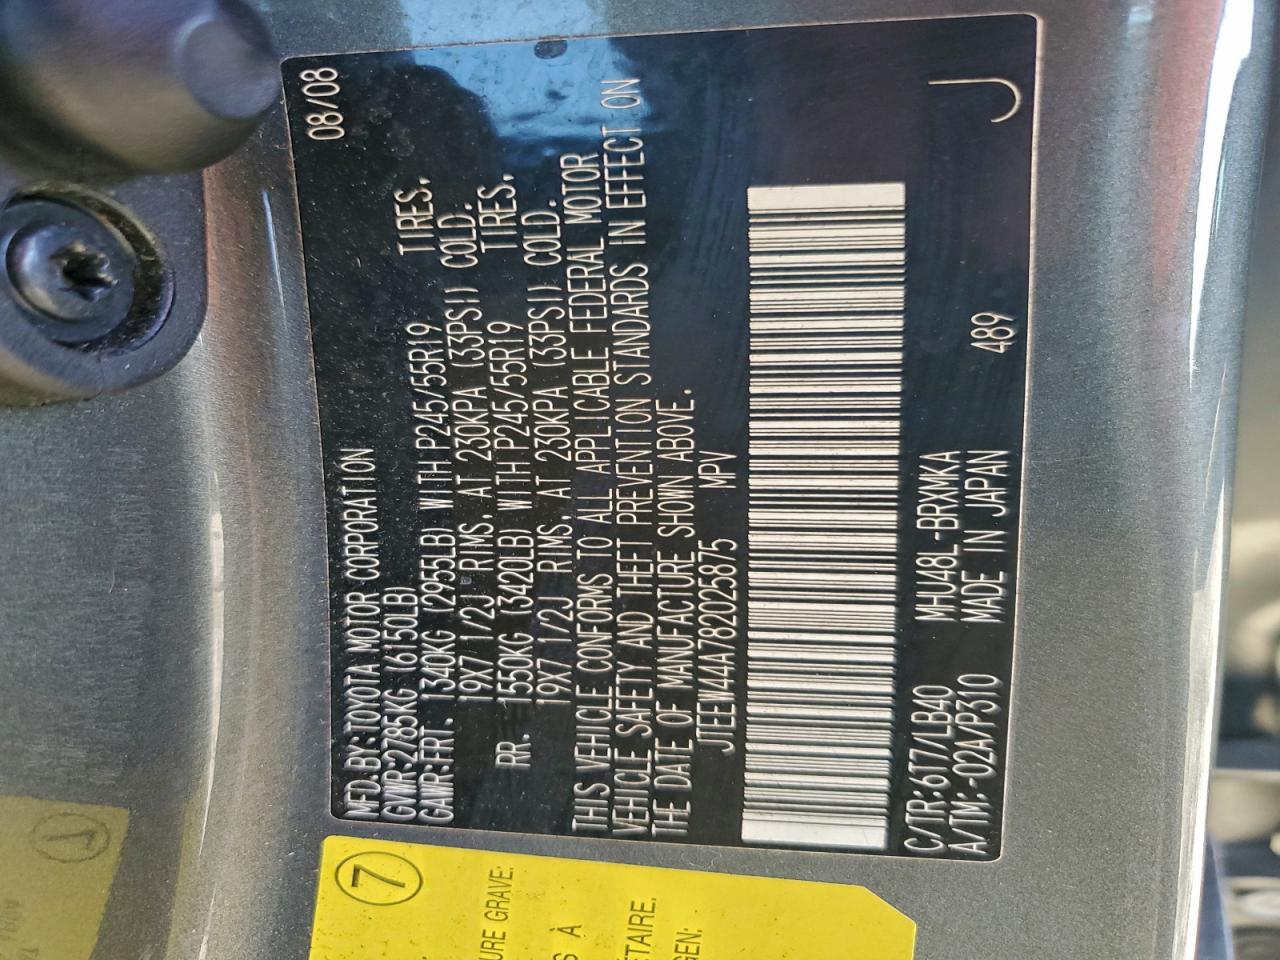 MFD.BY:TOYOTA MOTOR CORPORATION 08/08
GVWR:2785KG (6150LB)
GAWR:FRT. 1340KG (2955LB) WITH P245/55R19 TIRES,
19X7 1/2J RIMS, AT 230KPA (33PSI) COLD.
RR. 1550KG (3420LB) WITH P245/55R19 TIRES,
19X7 1/2J RIMS, AT 230KPA (33PSI) COLD.
THIS VEHICLE CONFORMS TO ALL APPLICABLE FEDERAL MOTOR
VEHICLE SAFETY AND THEFT PREVENTION STANDARDS IN EFFECT ON
THE DATE OF MANUFACTURE SHOWN ABOVE.
JTEEW44A782025875 MPV
C/TR:6T7/LB40 MHU48L-BRXMKA
A/TM:-02A/P310 MADE IN JAPAN 489 J
7
URE GRAVE:
S À
ÉTAIRE.
GEN: